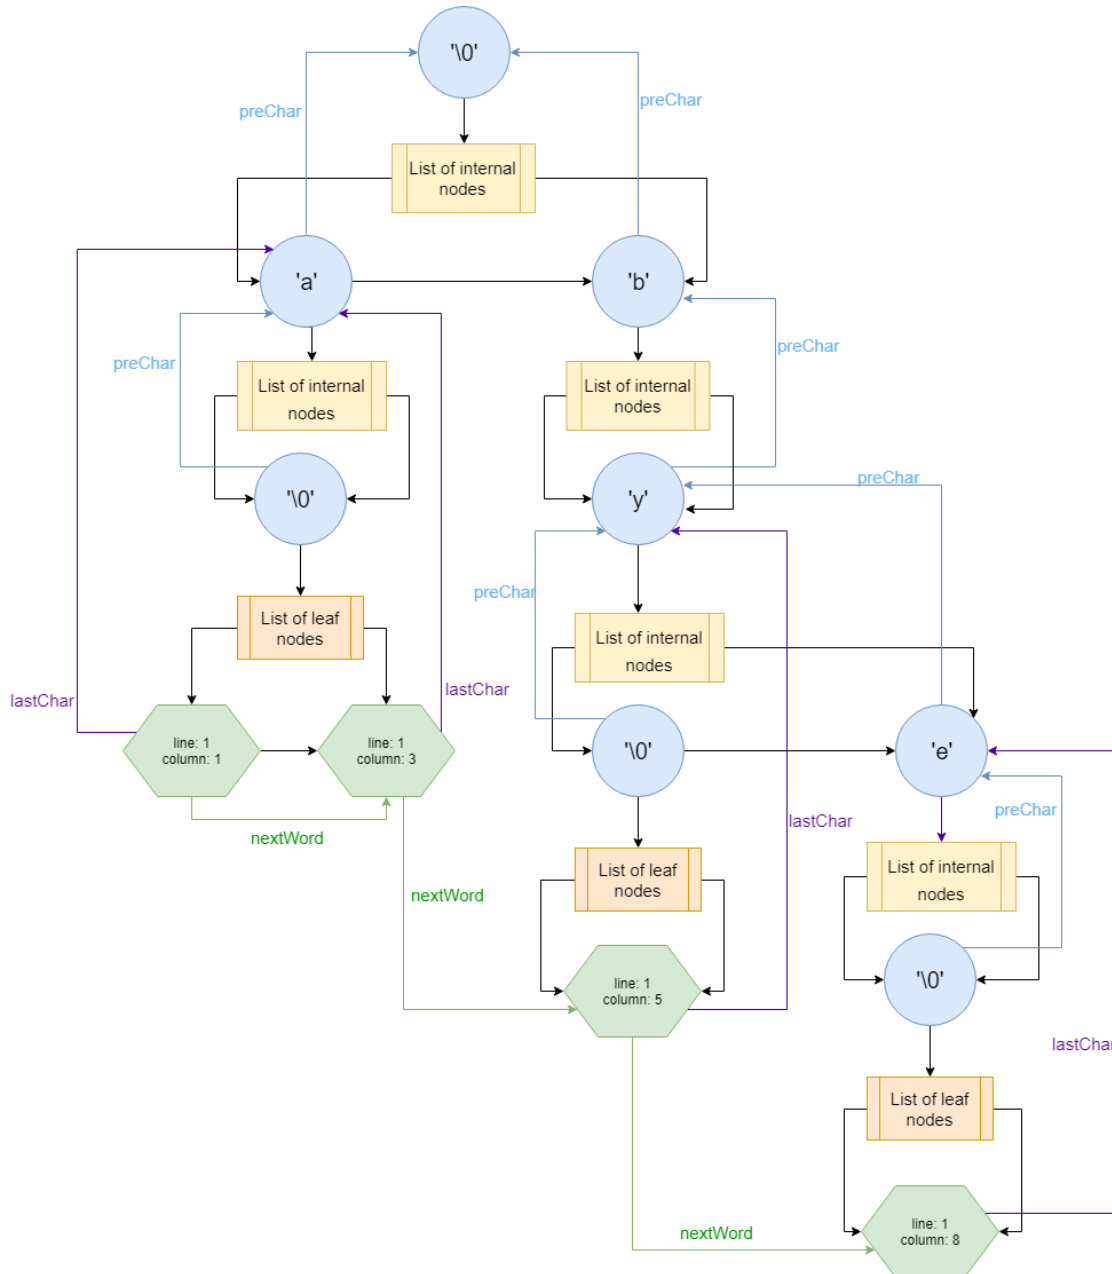 '\0'
preChar
preChar
List of internal
nodes
'a'
'b'
preChar
preChar
List of internal
nodes
List of internal
nodes
'\0'
'y'
preChar
preChar
List of leaf
nodes
List of internal
nodes
lastChar
lastChar
line: 1
column: 1
line: 1
column: 3
'\0'
'e'
nextWord
lastChar
preChar
List of leaf
nodes
List of internal
nodes
nextWord
line: 1
column: 5
'\0'
lastChar
List of leaf
nodes
nextWord
line: 1
column: 8